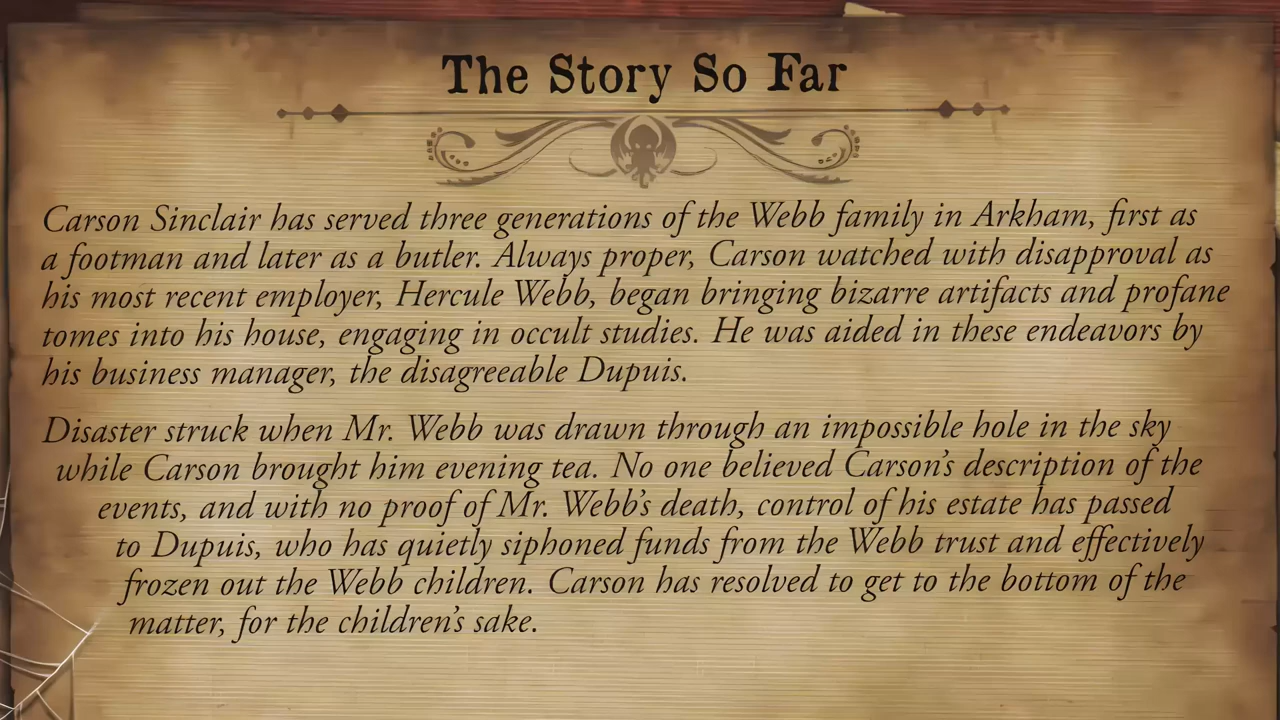 The Story So Far
Carson Sinclair has served three generations of the Webb family in Arkham, first as
a footman and later as a butler. Always proper, Carson watched with disapproval as
his most recent employer, Hercule Webb, began bringing bizarre artifacts and profane
tomes into his house, engaging in occult studies. He was aided in these endeavors by
his business manager, the disagreeable Dupuis.
Disaster struck when Mr. Webb was drawn through an impossible hole in the sky
while Carson brought him evening tea. No one believed Carson's description of the
events, and with no proof of Mr. Webb's death, control of his estate has passed
to Dupuis, who has quietly siphoned funds from the Webb trust and effectively
frozen out the Webb children. Carson has resolved to get to the bottom of the
matter, for the children's sake.